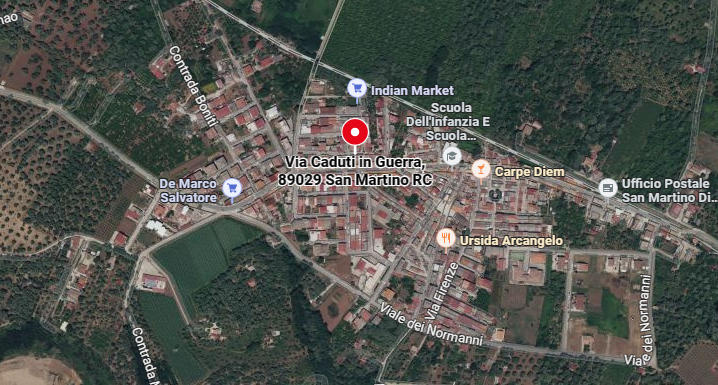 Contrada Boniti
Indian Market
Scuola
Dell'Infanzia E
Scuola...
Via Caduti in Guerra,
89029 San Martino RC
Carpe Diem
De Marco
Salvatore
Ufficio Postale
San Martino Di...
Ursida Arcangelo
Via Firenze
Viale dei Normanni
Viale dei Normanni
Contrada